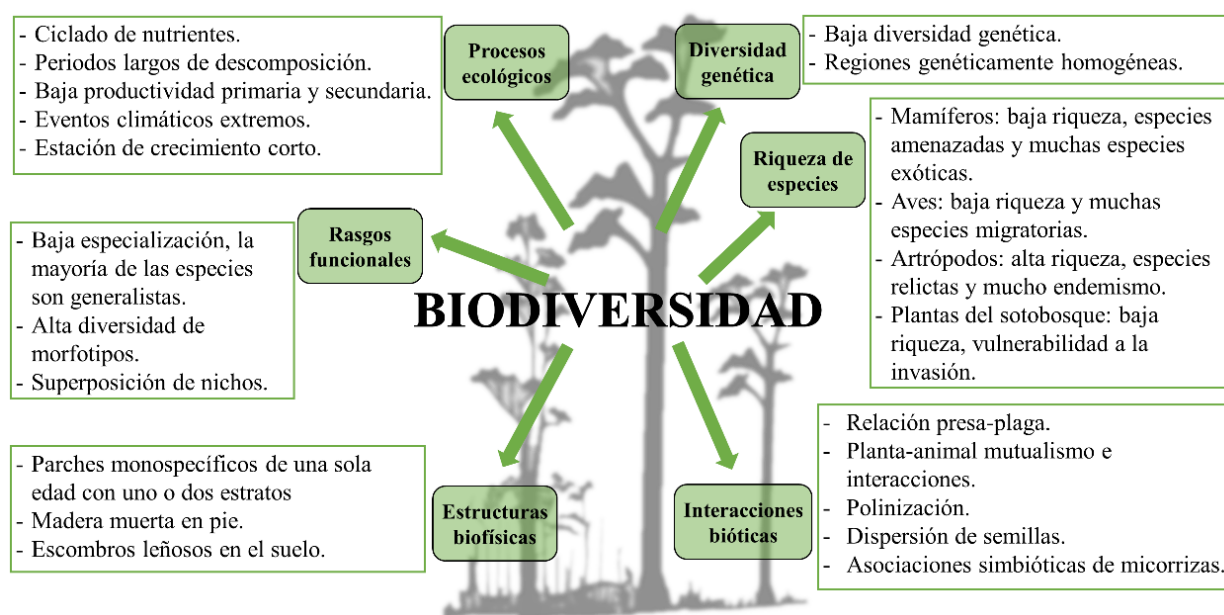 Procesos
ecológicos
- Ciclado de nutrientes.
- Periodos largos de descomposición.
- Baja productividad primaria y secundaria.
- Eventos climáticos extremos.
- Estación de crecimiento corto.
Diversidad
genética
- Baja diversidad genética.
- Regiones genéticamente homogéneas.
Riqueza de
especies
- Mamíferos: baja riqueza, especies
amenazadas y muchas especies
exóticas.
- Aves: baja riqueza y muchas
especies migratorias.
- Artrópodos: alta riqueza, especies
relictas y mucho endemismo.
- Plantas del sotobosque: baja
riqueza, vulnerabilidad a la
invasión.
Rasgos
funcionales
- Baja especialización, la
mayoría de las especies
son generalistas.
- Alta diversidad de
morfotipos.
- Superposición de nichos.
BIODIVERSIDAD
Estructuras
biofísicas
- Parches monospecíficos de una sola
edad con uno o dos estratos
- Madera muerta en pie.
- Escombros leñosos en el suelo.
Interacciones
bióticas
- Relación presa-plaga.
- Planta-animal mutualismo e
interacciones.
- Polinización.
- Dispersión de semillas.
- Asociaciones simbióticas de micorrizas.